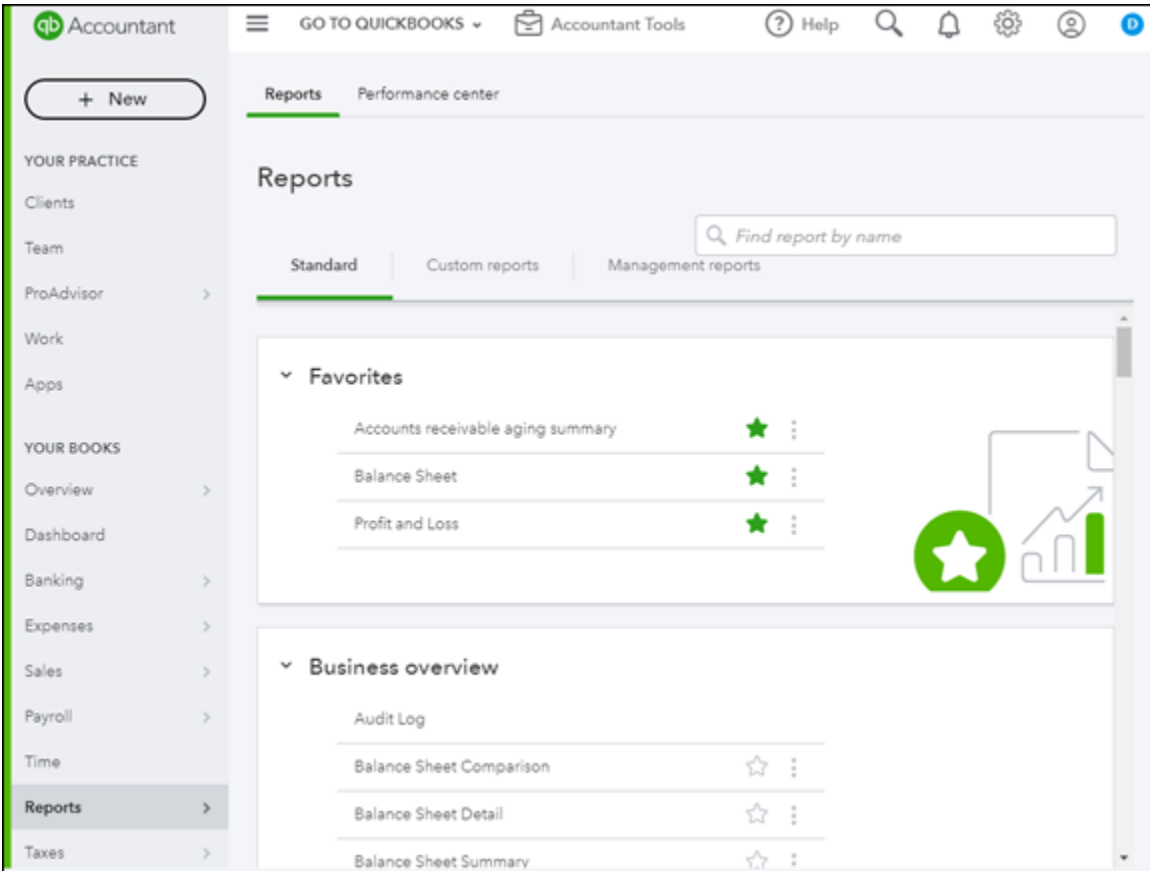 qb Accountant
GO TO QUICKBOOKS
Accountant Tools
? Help
D
+ New
YOUR PRACTICE
Clients
Team
ProAdvisor
Work
Apps
YOUR BOOKS
Overview
Dashboard
Banking
Expenses
Sales
Payroll
Time
Reports
Taxes
Reports
Performance center
Reports
Find report by name
Standard
Custom reports
Management reports
Favorites
Accounts receivable aging summary
Balance Sheet
Profit and Loss
Business overview
Audit Log
Balance Sheet Comparison
Balance Sheet Detail
Balance Sheet Summary